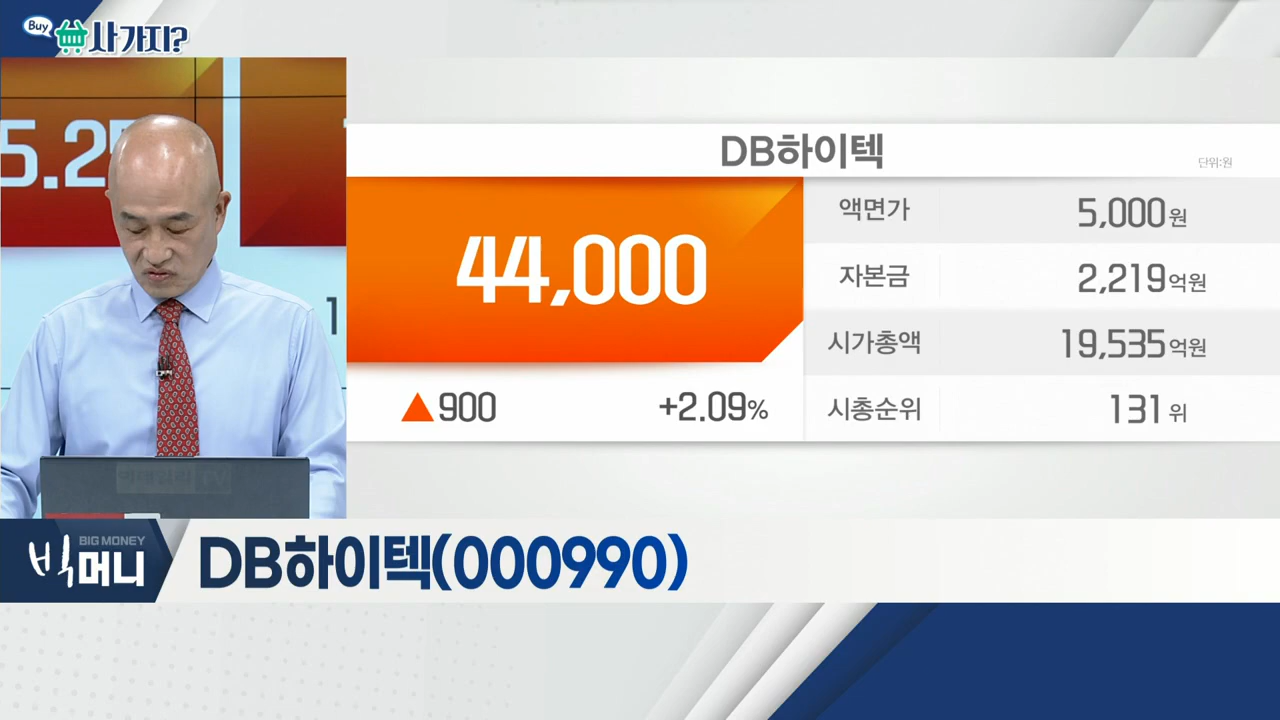 Buy 사가지?
5.25
DB하이텍
단위:원
44,000
▲900 +2.09%
액면가 5,000원
자본금 2,219억원
시가총액 19,535억원
시총순위 131위
빅머니 BIG MONEY
DB하이텍(000990)